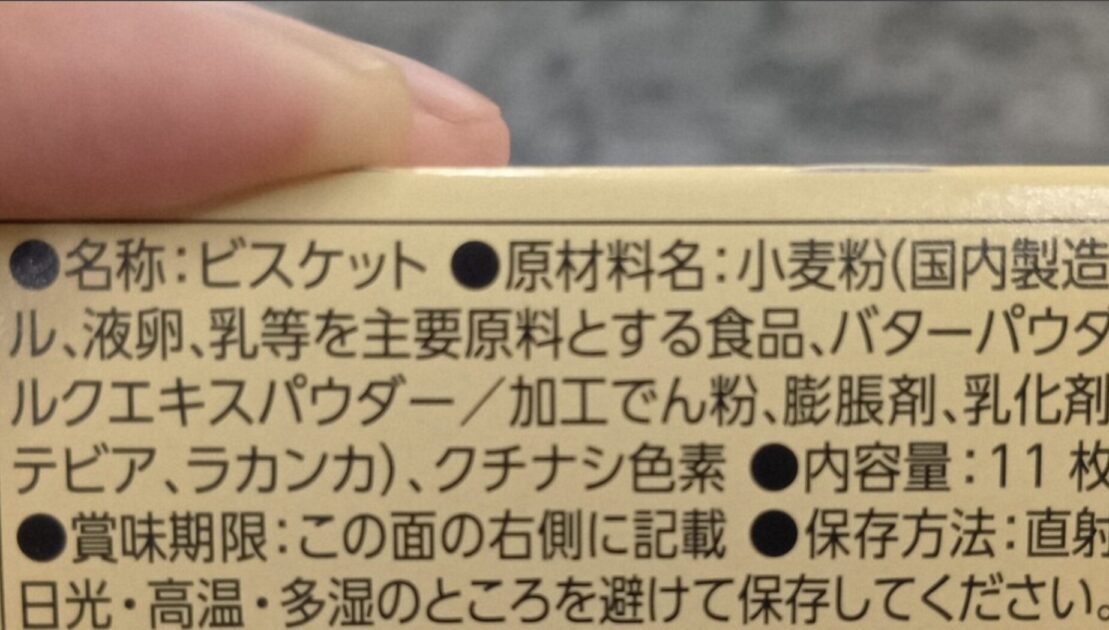 ●名称：ビスケット ●原材料名：小麦粉(国内製造
ル、液卵、乳等を主要原料とする食品、バターパウダ
ルクエキスパウダー／加工でん粉、膨脹剤、乳化剤
テビア、ラカンカ)、クチナシ色素 ●内容量：11 枚
●賞味期限：この面の右側に記載 ●保存方法：直射
日光・高温・多湿のところを避けて保存してください。